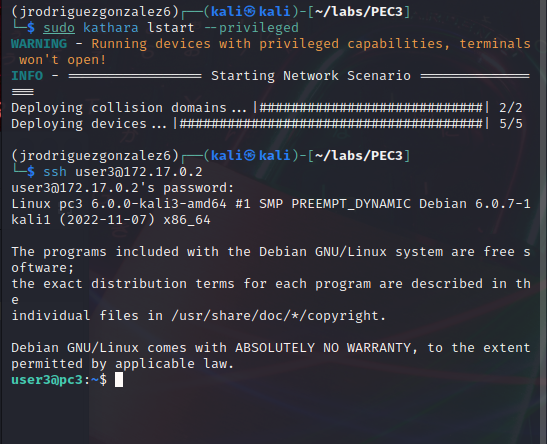 (jrodriguezgonzalez6)┌──(kali㉿kali)-[~/labs/PEC3]
└─$ sudo kathara lstart --privileged
WARNING - Running devices with privileged capabilities, terminals
won't open!
INFO - ================= Starting Network Scenario ==============
===
Deploying collision domains... |#############################| 2/2
Deploying devices... |#######################################| 5/5
(jrodriguezgonzalez6)┌──(kali㉿kali)-[~/labs/PEC3]
└─$ ssh user3@172.17.0.2
user3@172.17.0.2's password:
Linux pc3 6.0.0-kali3-amd64 #1 SMP PREEMPT_DYNAMIC Debian 6.0.7-1
kali1 (2022-11-07) x86_64
The programs included with the Debian GNU/Linux system are free s
oftware;
the exact distribution terms for each program are described in th
e
individual files in /usr/share/doc/*/copyright.
Debian GNU/Linux comes with ABSOLUTELY NO WARRANTY, to the extent
permitted by applicable law.
user3@pc3:~$